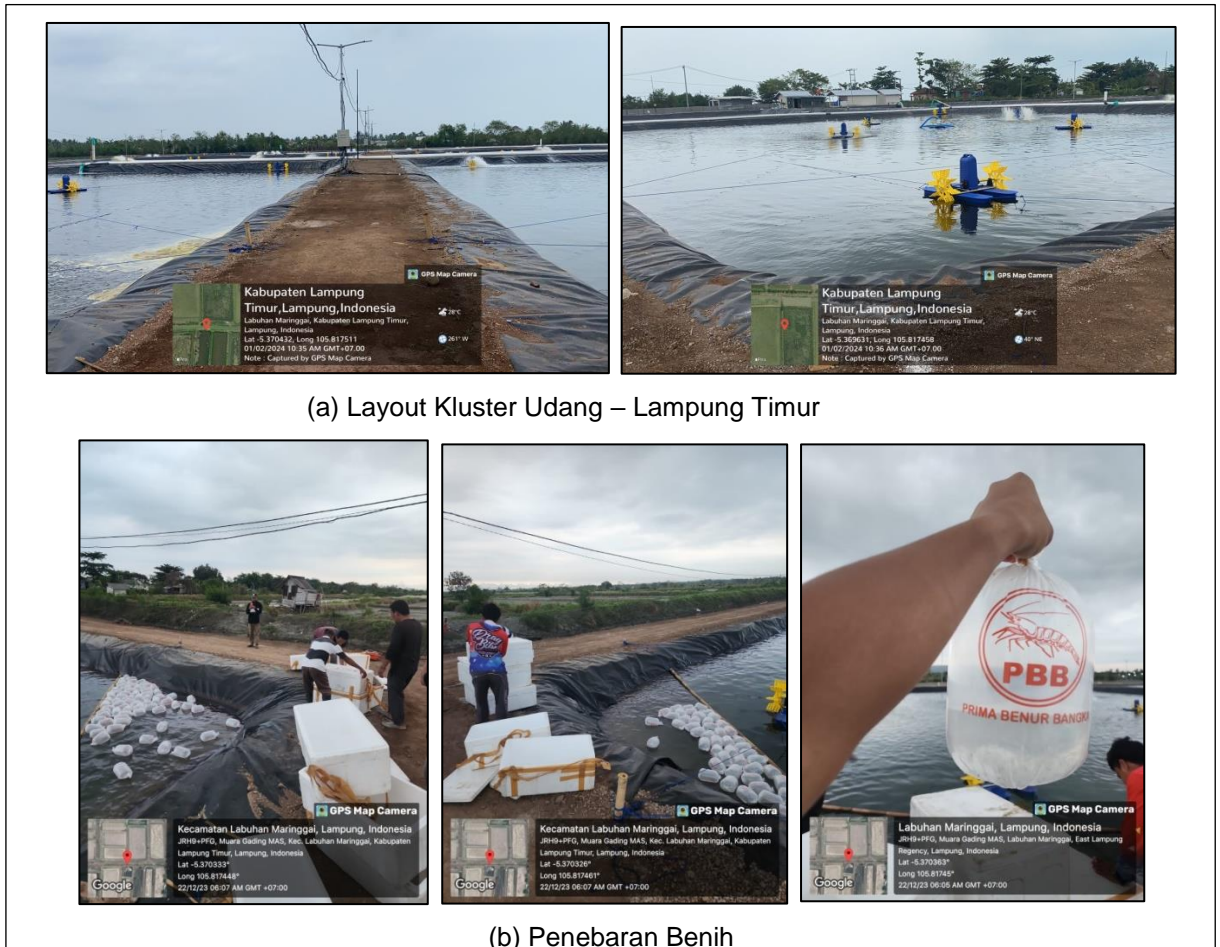 GPS Map Camera
Kabupaten Lampung
Timur,Lampung,Indonesia
Labuhan Maringgai, Kabupaten Lampung Timur,
Lampung, Indonesia
Lat -5.370432, Long 105.817511
01/02/2024 10:35 AM GMT+07.00
Note : Captured by GPS Map Camera
28°C
261° W
GPS Map Camera
Kabupaten Lampung
Timur,Lampung,Indonesia
Labuhan Maringgai, Kabupaten Lampung Timur,
Lampung, Indonesia
Lat -5.369631, Long 105.817458
01/02/2024 10:36 AM GMT+07.00
Note : Captured by GPS Map Camera
28°C
40° NE
(a) Layout Kluster Udang – Lampung Timur
GPS Map Camera
Kecamatan Labuhan Maringgai, Lampung, Indonesia
JRH9+PFG, Muara Gading MAS, Kec. Labuhan Maringgai, Kabupaten
Lampung Timur, Lampung, Indonesia
Lat -5.370333°
Long 105.817448°
22/12/23 06:07 AM GMT +07:00
Google
GPS Map Camera
Kecamatan Labuhan Maringgai, Lampung, Indonesia
JRH9+PFG, Muara Gading MAS, Kec. Labuhan Maringgai, Kabupaten
Lampung Timur, Lampung, Indonesia
Lat -5.370326°
Long 105.817461°
22/12/23 06:07 AM GMT +07:00
Google
PBB
PRIMA BENUR
GPS Map Camera
Labuhan Maringgai, Lampung, Indonesia
JRH9+PFG, Muara Gading MAS, Kec. Labuhan Maringgai, East Lampung
Regency, Lampung, Indonesia
Lat -5.370363°
Long 105.81745°
22/12/23 06:05 AM GMT +07:00
Google
(b) Penebaran Benih